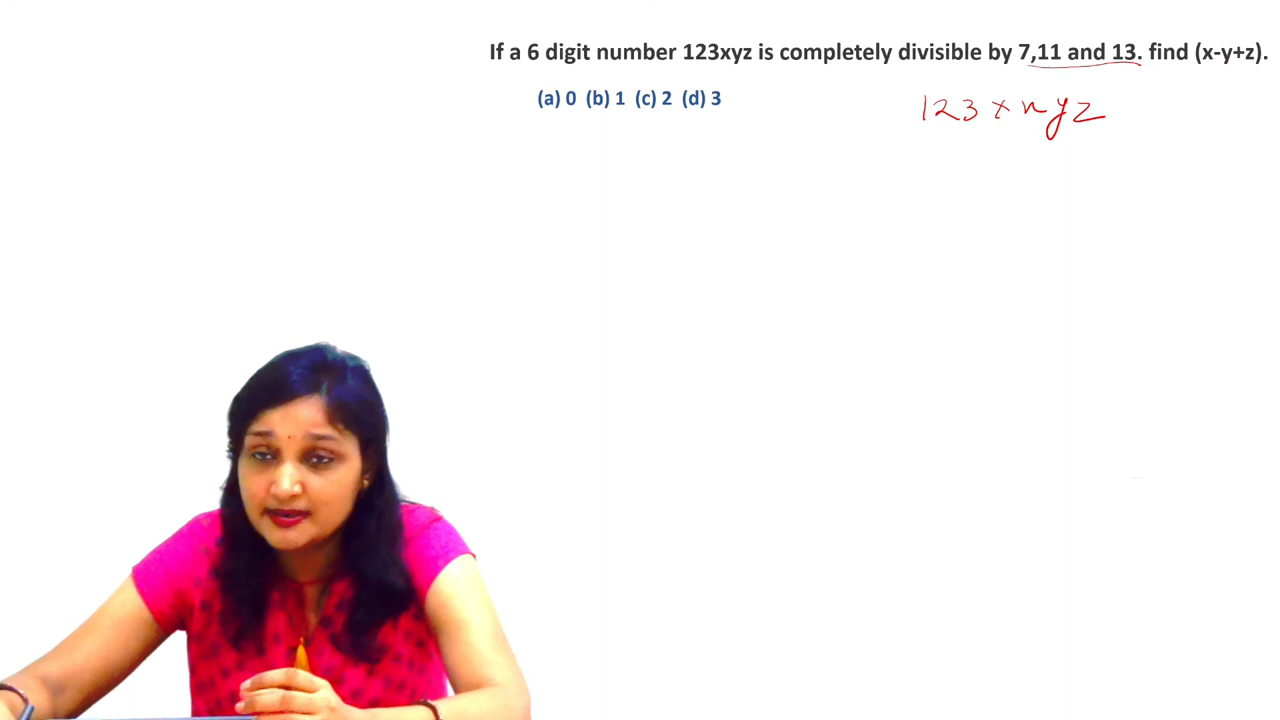 If a 6 digit number 123xyz is completely divisible by 7,11 and 13. find (x-y+z).
(a) 0 (b) 1 (c) 2 (d) 3
123 x x y z